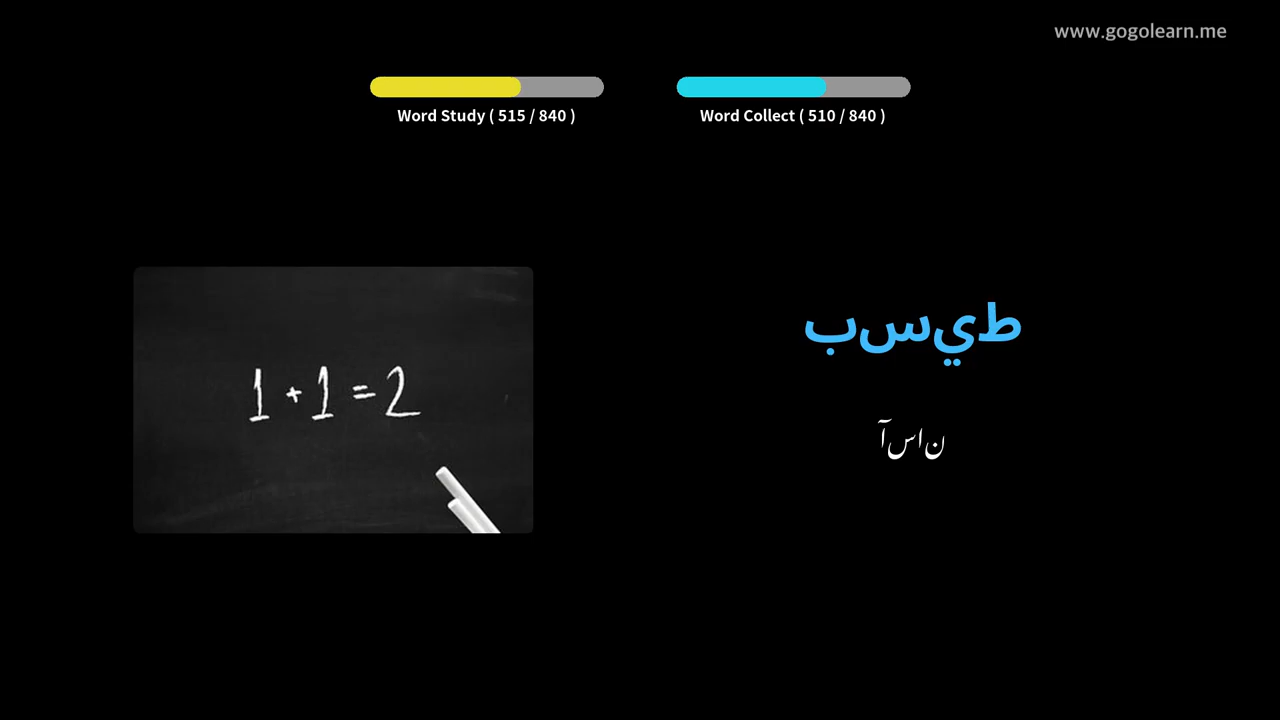 www.gogolearn.me
Word Study ( 515 / 840 )
Word Collect ( 510 / 840 )
1 + 1 = 2
بسيط
آسان